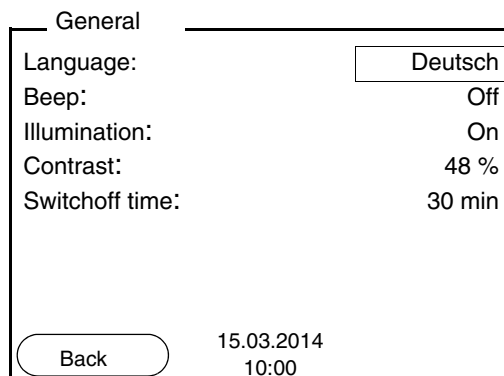 General
Language: Deutsch
Beep: Off
Illumination: On
Contrast: 48 %
Switchoff time: 30 min
15.03.2014
Back 10:00